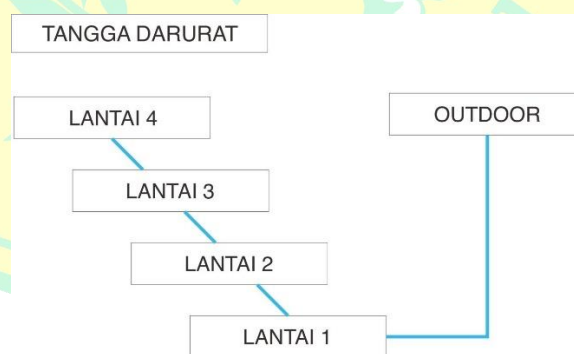 TANGGA DARURAT
LANTAI 4
OUTDOOR
LANTAI 3
LANTAI 2
LANTAI 1